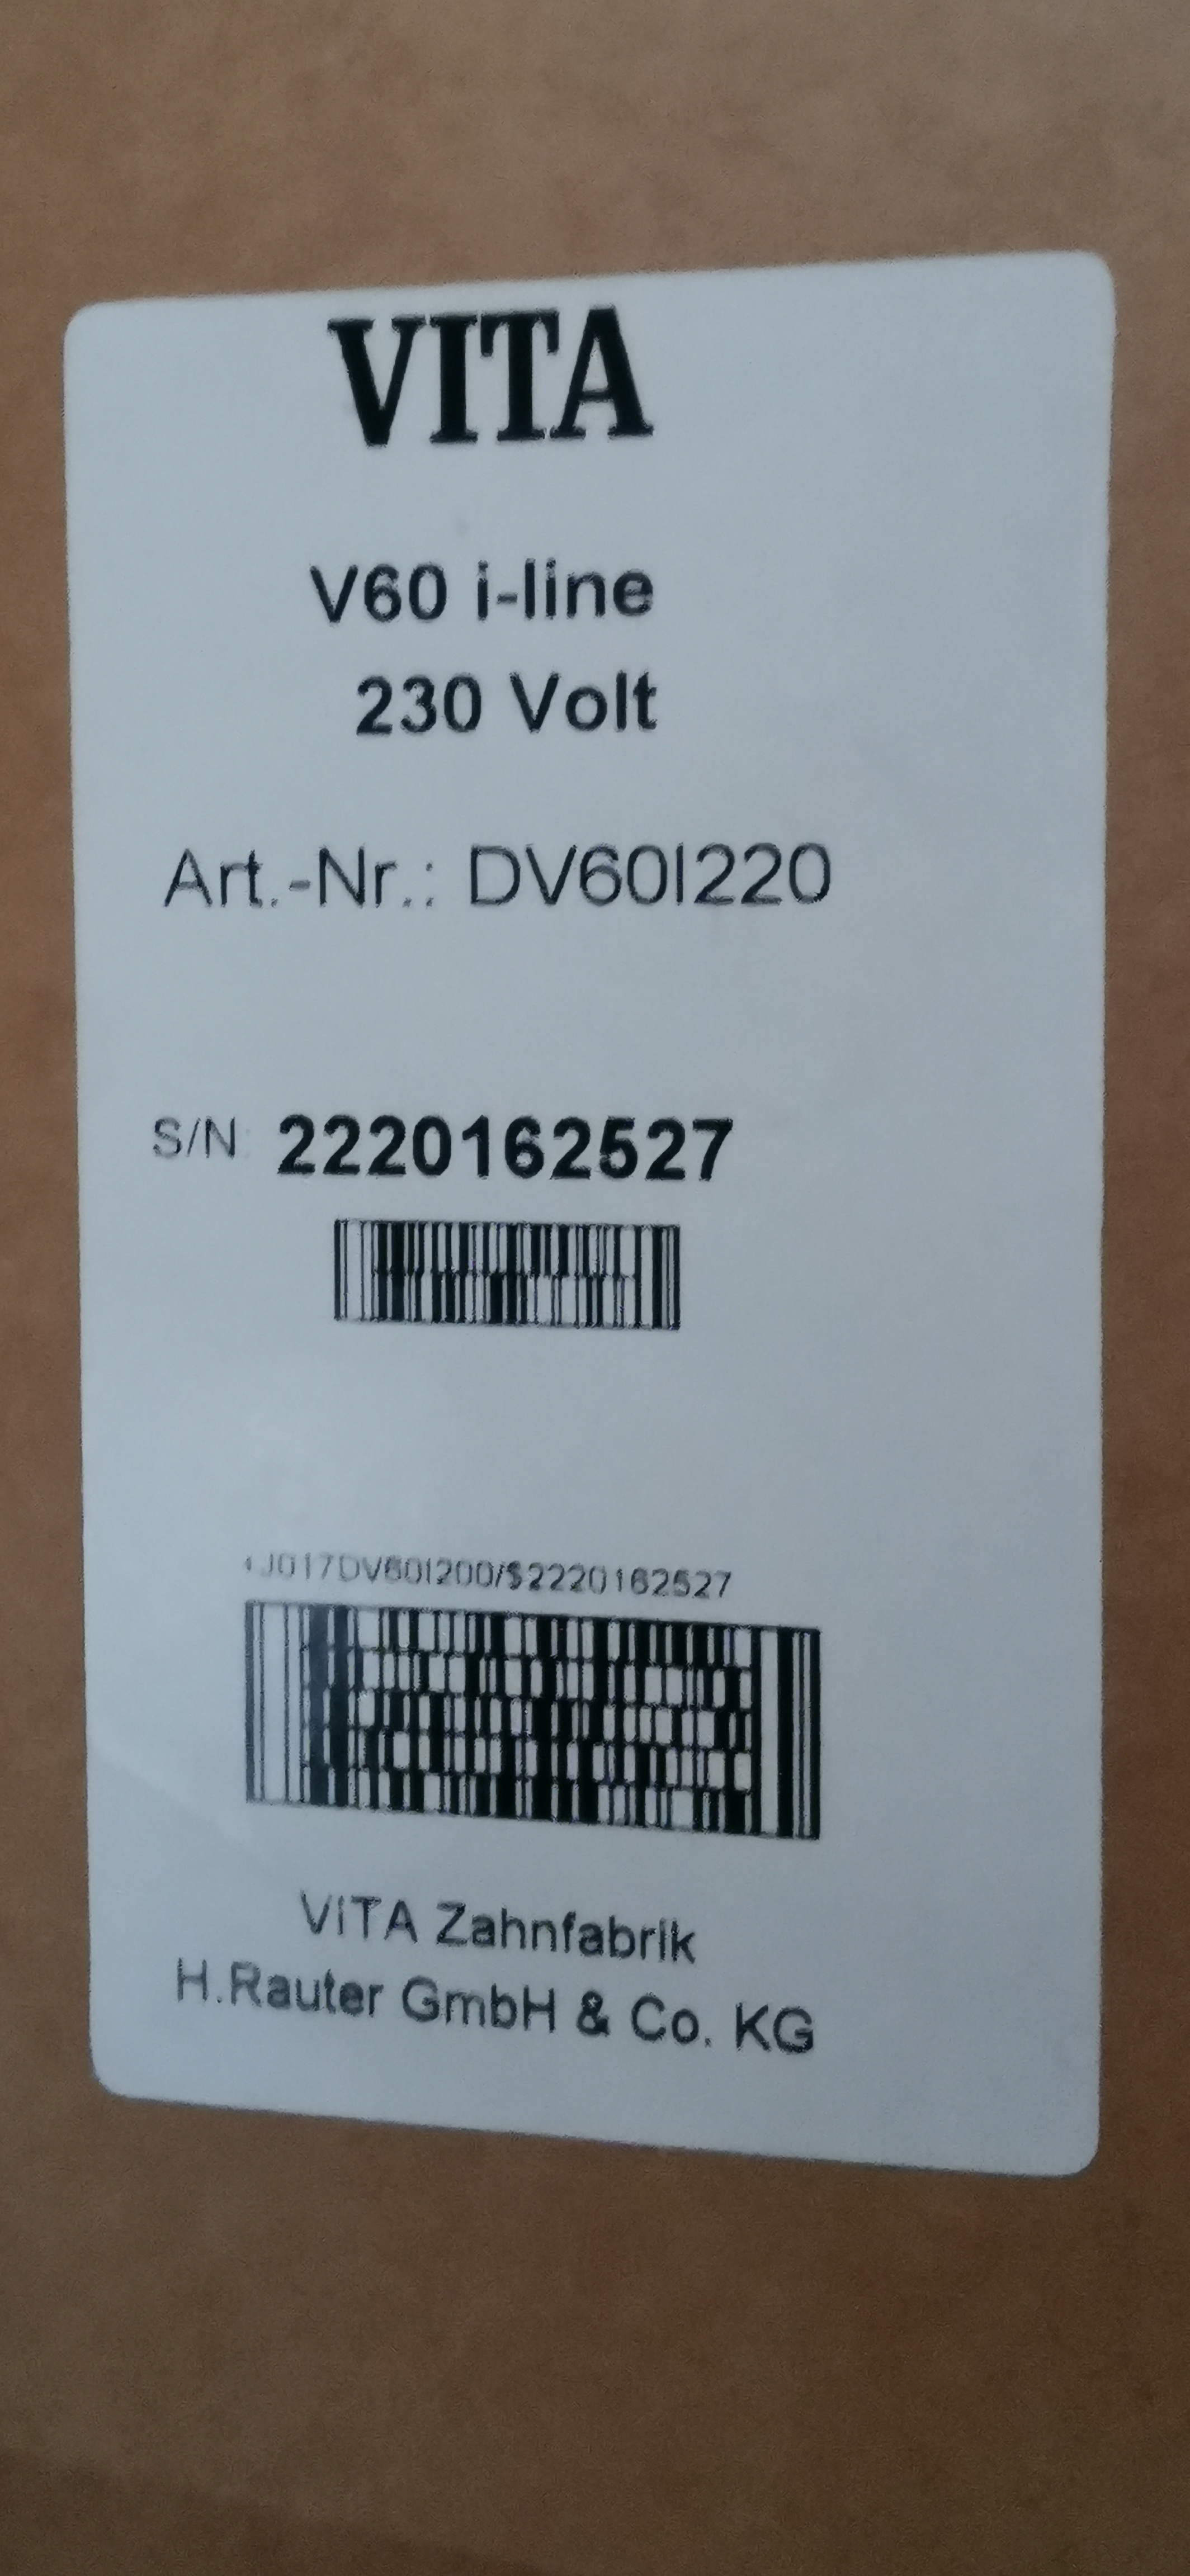 VITA
V60 i-line
230 Volt
Art.-Nr.: DV60I220
S/N 2220162527
J017DV60I200/$2220162527
VITA Zahnfabrik
H.Rauter GmbH & Co. KG